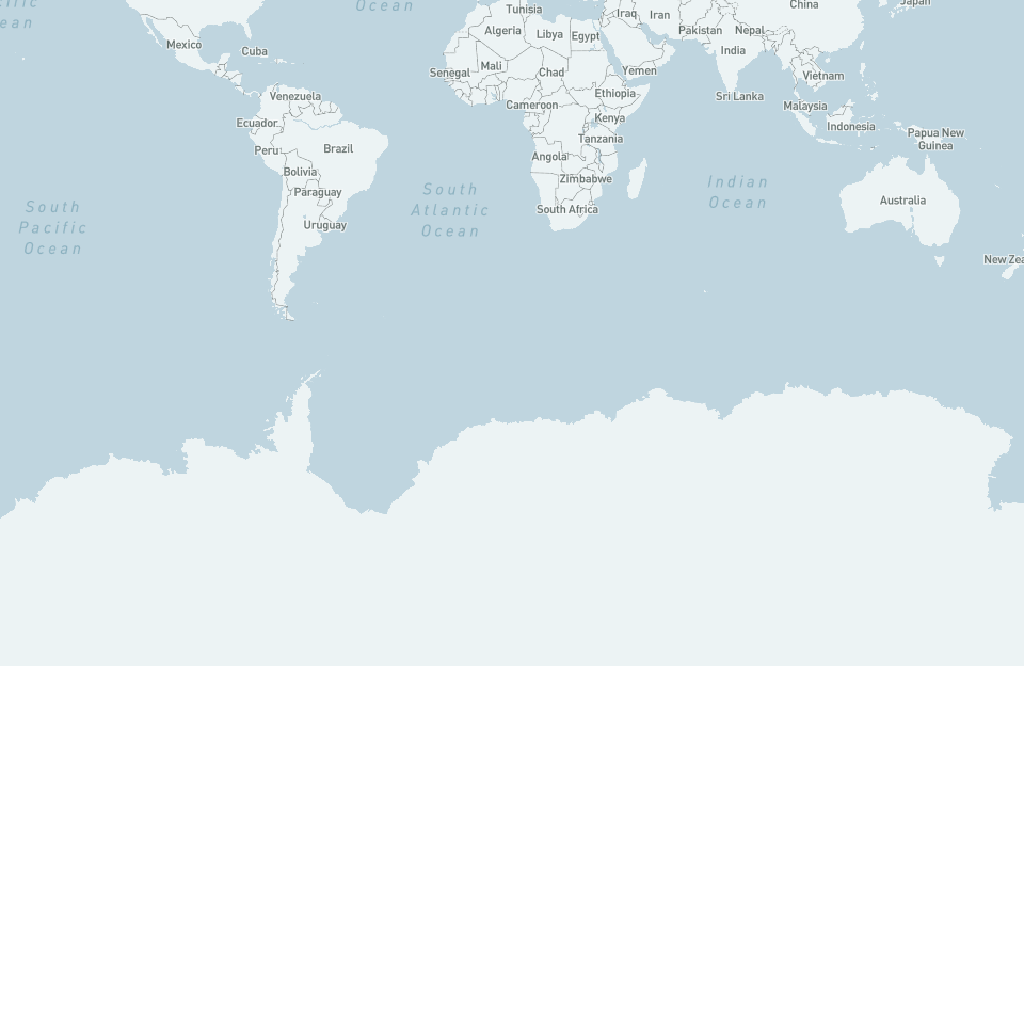 Ocean
Tunisia
Iraq
Iran
China
Japan
Algeria
Libya
Egypt
Pakistan
Nepal
Mexico
Cuba
India
Senegal
Mali
Chad
Yemen
Vietnam
Venezuela
Cameroon
Ethiopia
Sri Lanka
Malaysia
Ecuador
Kenya
Indonesia
Papua New
Guinea
Peru
Brazil
Tanzania
Angola
Bolivia
Zimbabwe
Paraguay
South
Atlantic
Ocean
Indian
Ocean
Australia
South
Pacific
Ocean
South Africa
Uruguay
New Zea